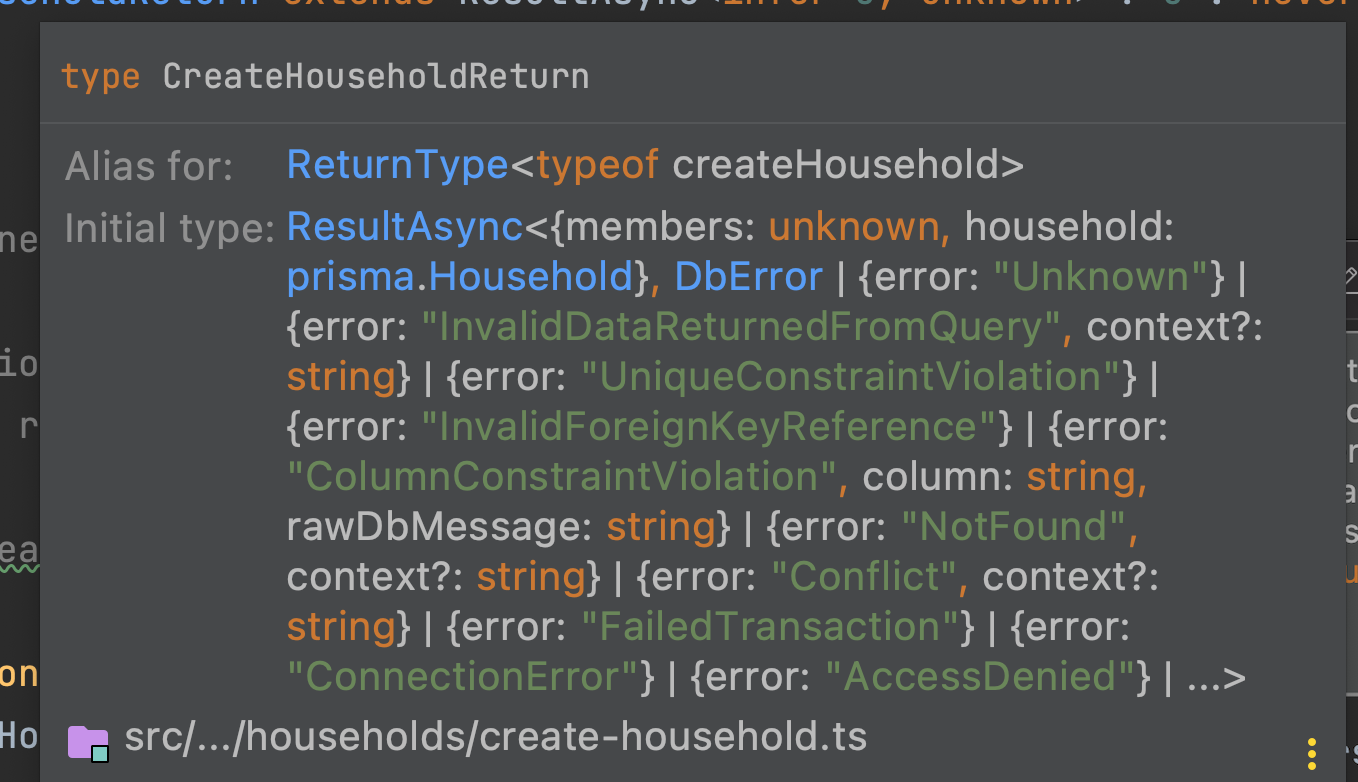 type CreateHouseholdReturn
Alias for: ReturnType<typeof createHousehold>
Initial type: ResultAsync<{members: unknown, household:
prisma.Household}, DbError | {error: "Unknown"} |
{error: "InvalidDataReturnedFromQuery", context?:
string} | {error: "UniqueConstraintViolation"} |
{error: "InvalidForeignKeyReference"} | {error:
"ColumnConstraintViolation", column: string,
rawDbMessage: string} | {error: "NotFound",
context?: string} | {error: "Conflict", context?:
string} | {error: "FailedTransaction"} | {error:
"ConnectionError"} | {error: "AccessDenied"} | ...>
src/.../households/create-household.ts